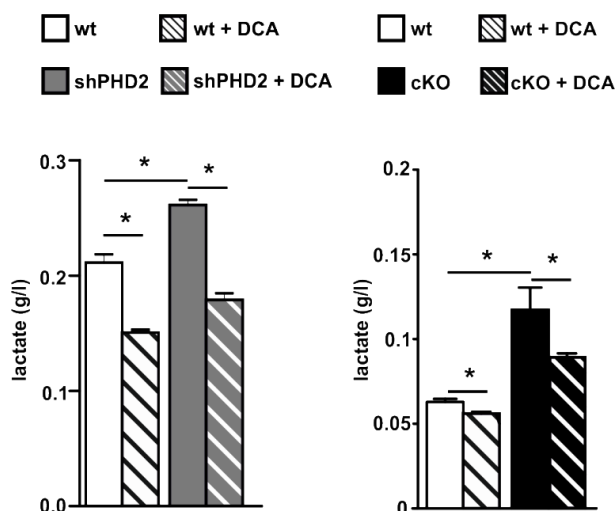 wt
wt + DCA
shPHD2
shPHD2 + DCA
wt
wt + DCA
cKO
cKO + DCA
lactate (g/l)
0.3
0.2
0.1
0.0
*
*
*
lactate (g/l)
0.2
0.15
0.1
0.05
0
*
*
*